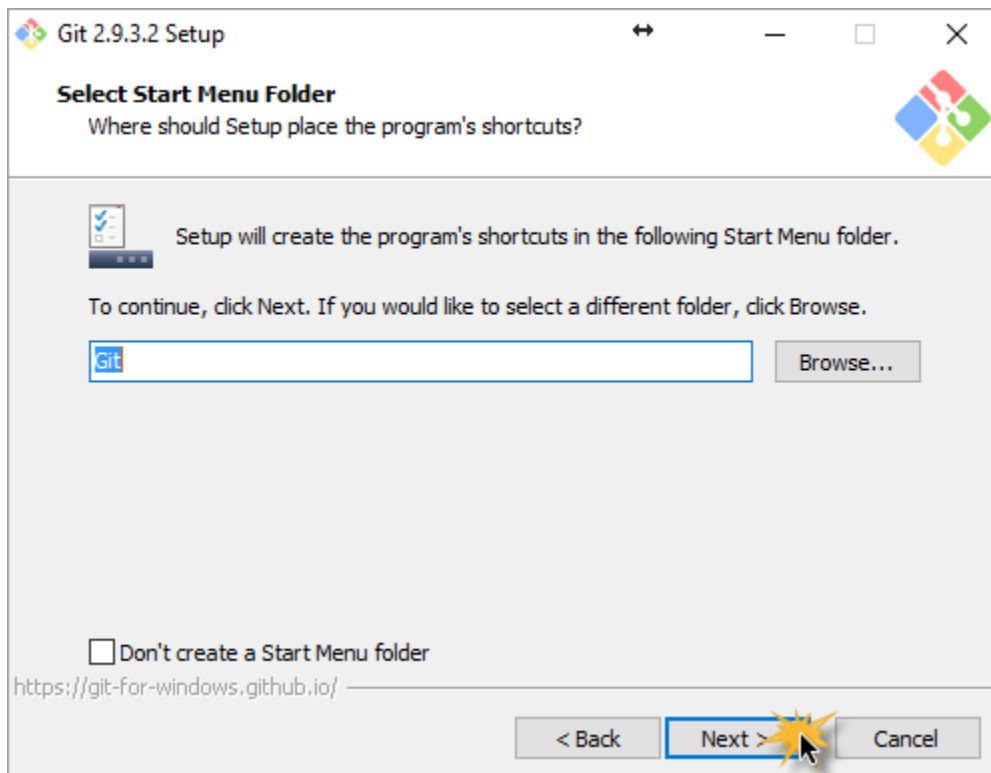 Git 2.9.3.2 Setup
Select Start Menu Folder
Where should Setup place the program's shortcuts?
Setup will create the program's shortcuts in the following Start Menu folder.
To continue, click Next. If you would like to select a different folder, click Browse.
Git
Browse...
Don't create a Start Menu folder
https://git-for-windows.github.io/
< Back
Next >
Cancel